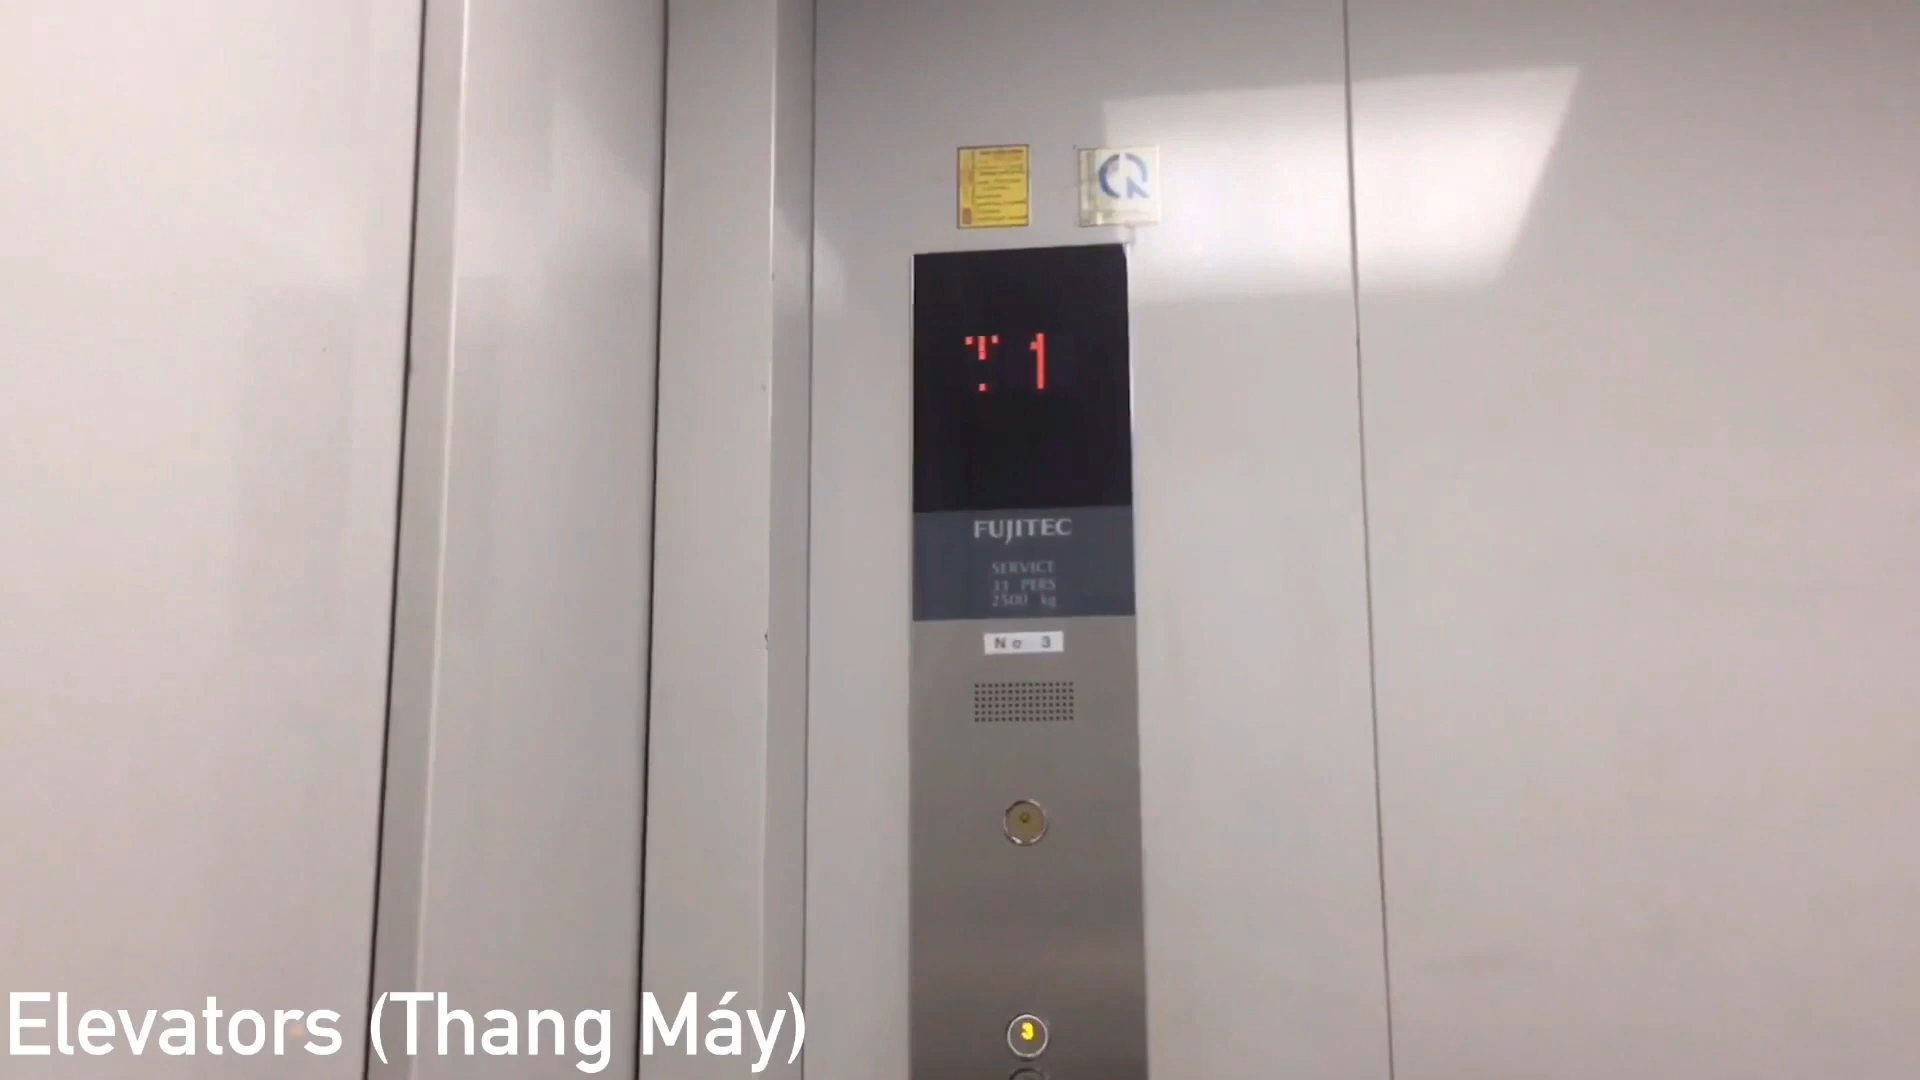 1
FUJITEC
SERVICE
31 PERS
2500 kg
No 3
3
Elevators (Thang Máy)